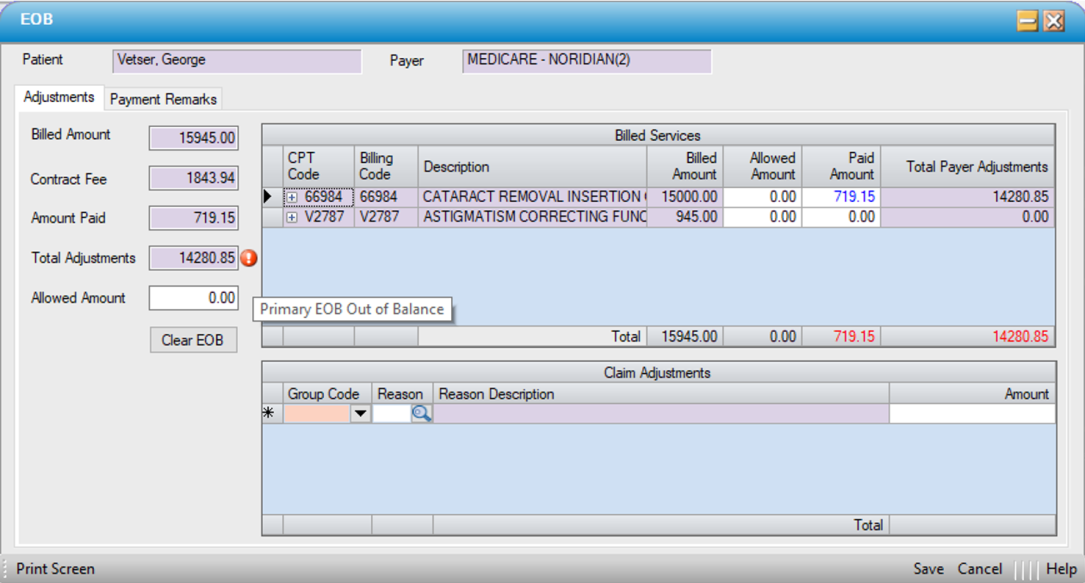 EOB
Patient Vetser, George Payer MEDICARE - NORIDIAN(2)
Adjustments Payment Remarks
Billed Amount 15945.00
Contract Fee 1843.94
Amount Paid 719.15
Total Adjustments 14280.85
Allowed Amount 0.00
Clear EOB
Primary EOB Out of Balance
Billed Services
CPT Code Billing Code Description Billed Amount Allowed Amount Paid Amount Total Payer Adjustments
66984 66984 CATARACT REMOVAL INSERTION 15000.00 0.00 719.15 14280.85
V2787 V2787 ASTIGMATISM CORRECTING FUNC 945.00 0.00 0.00 0.00
Total 15945.00 0.00 719.15 14280.85
Claim Adjustments
Group Code Reason Reason Description Amount
*
Total
Print Screen Save Cancel Help